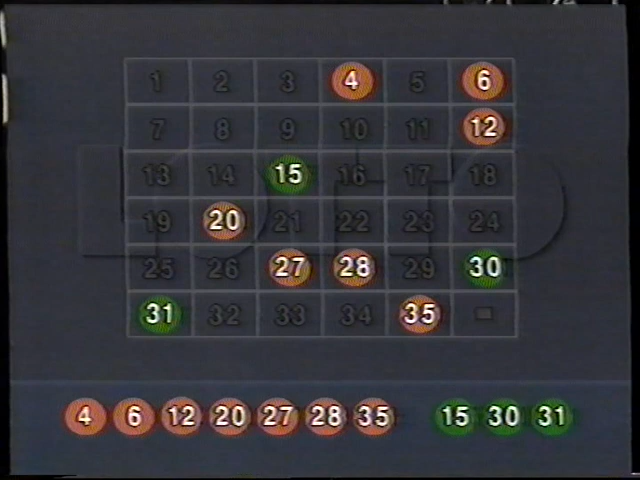 1 2 3 4 5 6
7 8 9 10 11 12
13 14 15 16 17 18
19 20 21 22 23 24
25 26 27 28 29 30
31 32 33 34 35
4 6 12 20 27 28 35 15 30 31